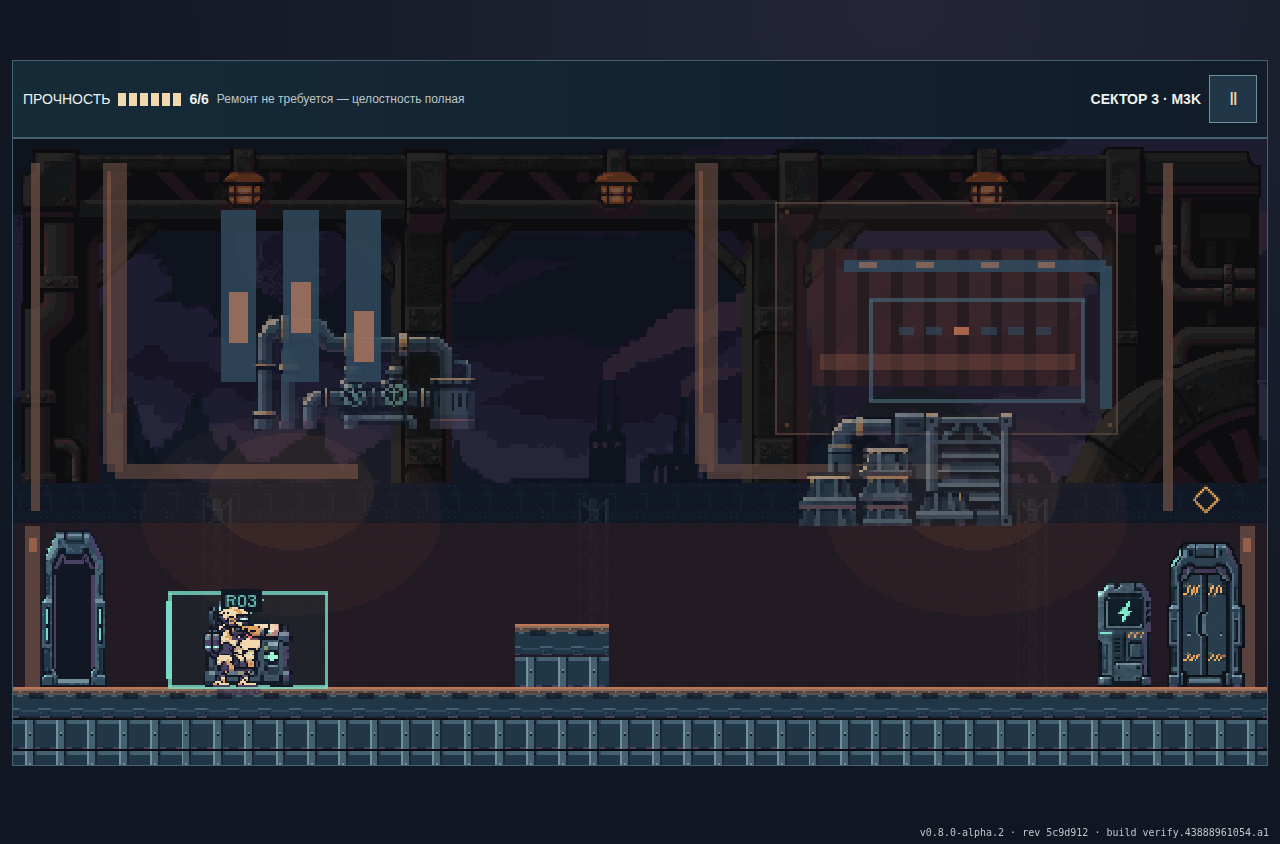 ПРОЧНОСТЬ 6/6 Ремонт не требуется — целостность полная
СЕКТОР 3 · М3К
R03
v0.8.0-alpha.2 · rev 5c9d912 · build verify.43888961054.a1